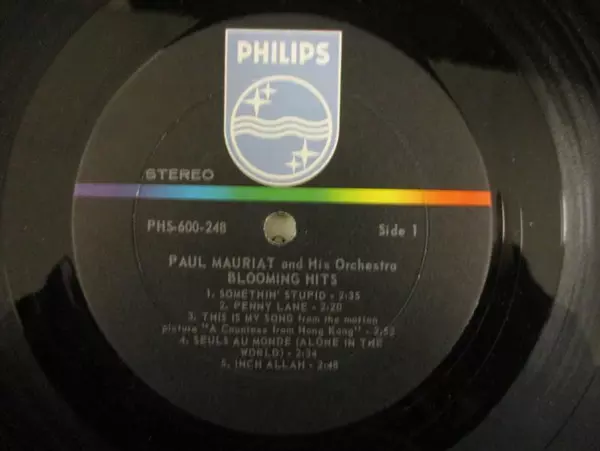 PHILIPS
STEREO
PHS-600-248 Side 1
PAUL MAURIAT and His Orchestra
BLOOMING HITS
1. SOMETHIN' STUPID - 2:35
2. PENNY LANE - 2:20
3. THIS IS MY SONG from the motion
picture "A Countess from Hong Kong" - 2:52
4. SEULS AU MONDE (ALONE IN THE
WORLD) - 2:34
5. INCH ALLAH - 2:48